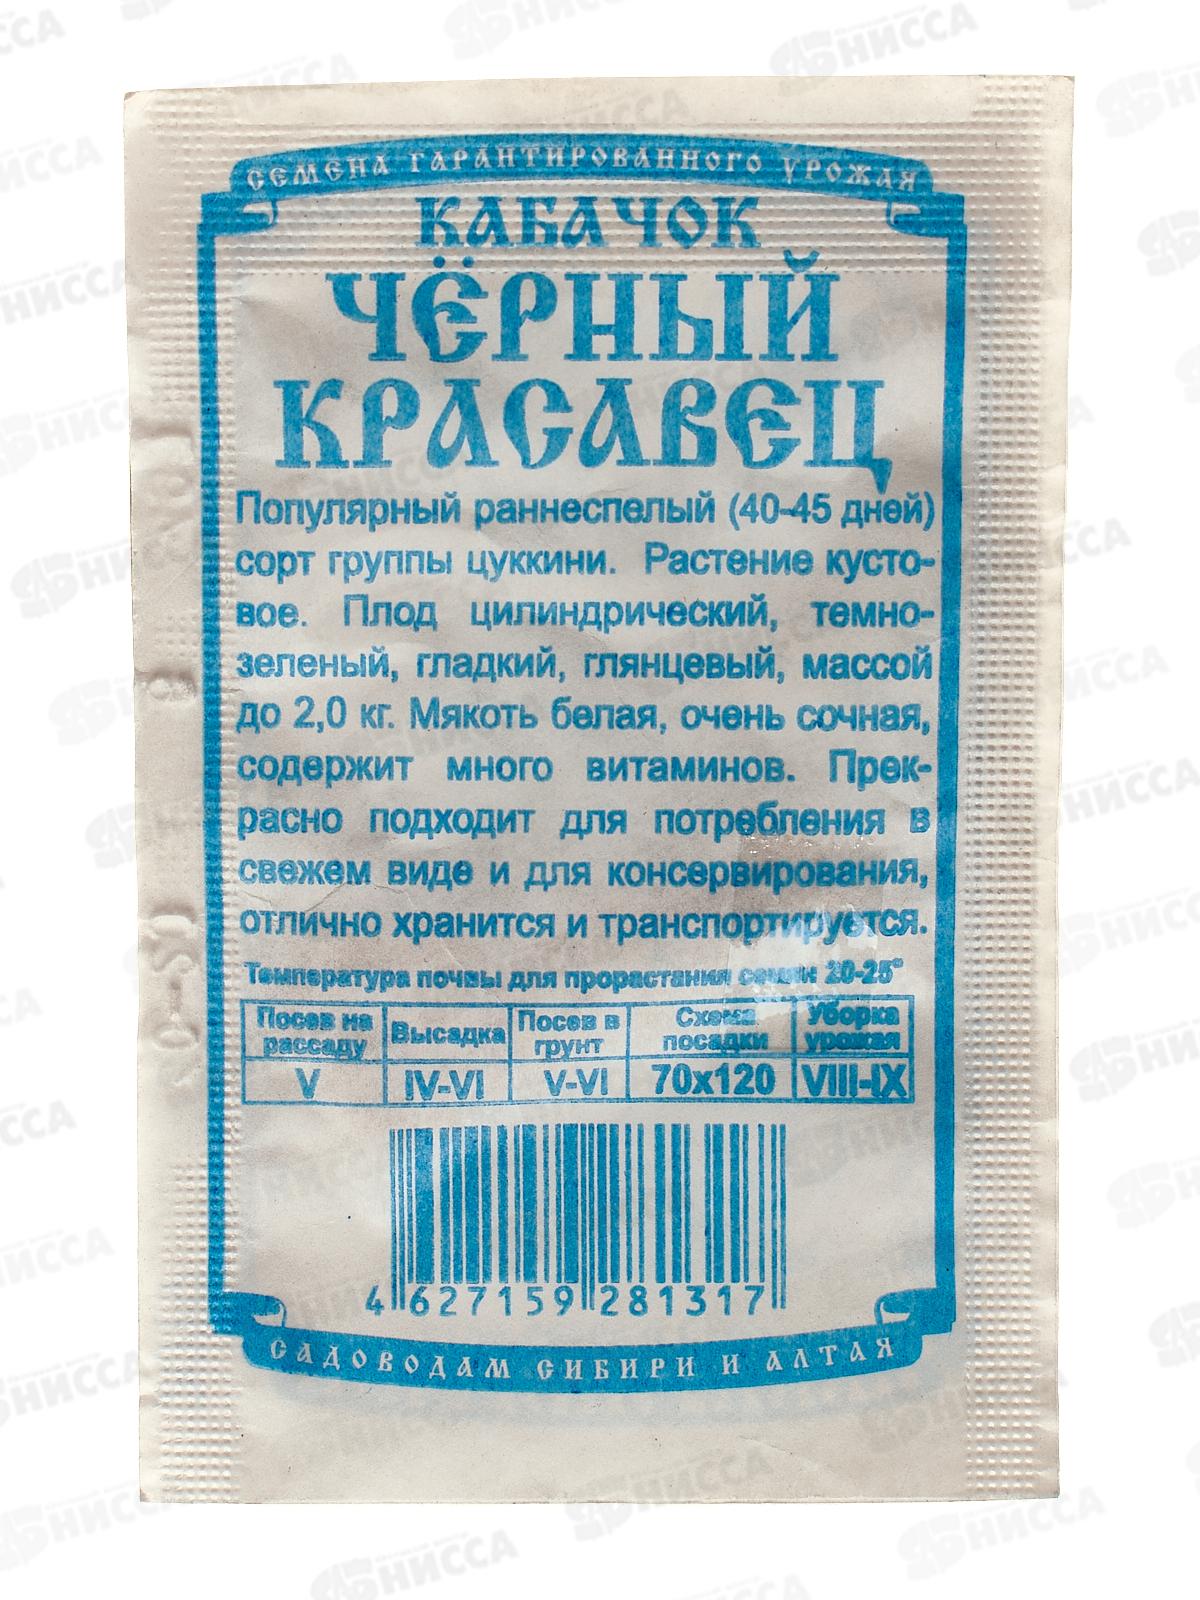 СЕМЕНА ГАРАНТИРОВАННОГО УРОЖАЯ
КАБАЧОК
ЧЁРНЫЙ
КРАСАВЕЦ
Популярный раннеспелый (40-45 дней)
сорт группы цуккини. Растение кусто-
вое. Плод цилиндрический, темно-
зеленый, гладкий, глянцевый, массой
до 2,0 кг. Мякоть белая, очень сочная,
содержит много витаминов. Прек-
расно подходит для потребления в
свежем виде и для консервирования,
отлично хранится и транспортируется.
Температура почвы для прорастания семян 20-25°
Посев на рассаду Высадка Посев в грунт Схема посадки Уборка урожая
V IV-VI V-VI 70х120 VIII-IX
4 627159 281317
САДОВОДАМ СИБИРИ И АЛТАЯ